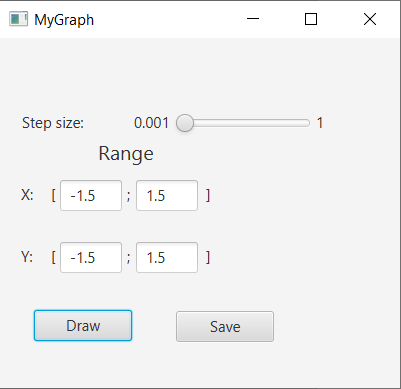 MyGraph
Step size: 0.001 1
Range
X: [ -1.5 ; 1.5 ]
Y: [ -1.5 ; 1.5 ]
Draw Save